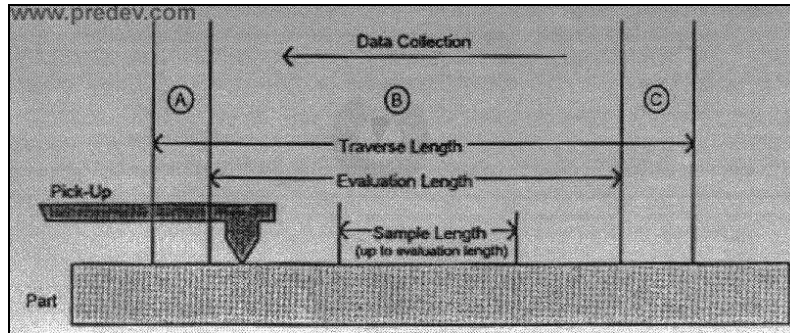 www.predev.com
Data Collection
A
B
C
Traverse Length
Evaluation Length
Pick-Up
Sample Length
(up to evaluation length)
Part